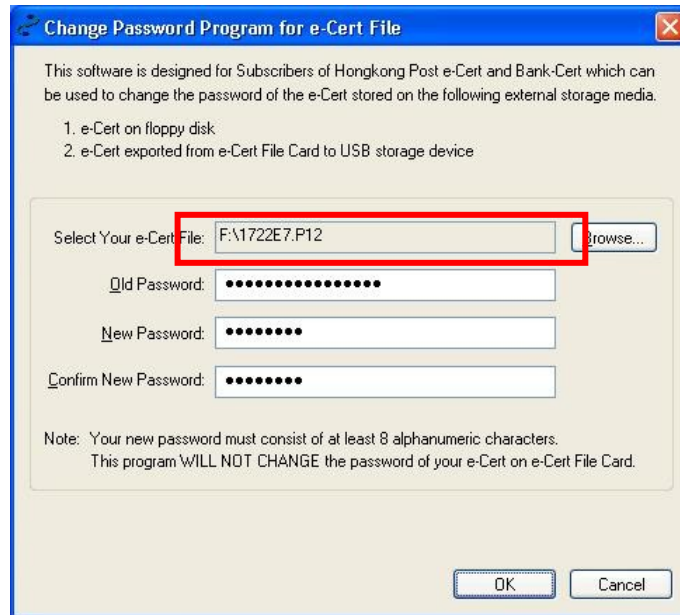 Change Password Program for e-Cert File
This software is designed for Subscribers of Hongkong Post e-Cert and Bank-Cert which can
be used to change the password of the e-Cert stored on the following external storage media.
1. e-Cert on floppy disk
2. e-Cert exported from e-Cert File Card to USB storage device
Select Your e-Cert File: F:\1722E7.P12 Browse...
Old Password: ••••••••••••••••
New Password: ••••••••
Confirm New Password: ••••••••
Note: Your new password must consist of at least 8 alphanumeric characters.
This program WILL NOT CHANGE the password of your e-Cert on e-Cert File Card.
OK Cancel